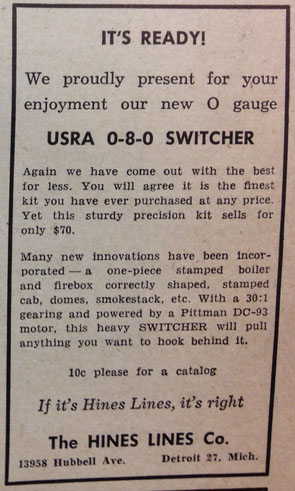 IT'S READY!
We proudly present for your
enjoyment our new O gauge
USRA 0-8-0 SWITCHER
Again we have come out with the best
for less. You will agree it is the finest
kit you have ever purchased at any price.
Yet this sturdy precision kit sells for
only $70.
Many new innovations have been incor-
porated — a one-piece stamped boiler
and firebox correctly shaped, stamped
cab, domes, smokestack, etc. With a 30:1
gearing and powered by a Pittman DC-93
motor, this heavy SWITCHER will pull
anything you want to hook behind it.
10c please for a catalog
If it's Hines Lines, it's right
The HINES LINES Co.
13958 Hubbell Ave. Detroit 27, Mich.